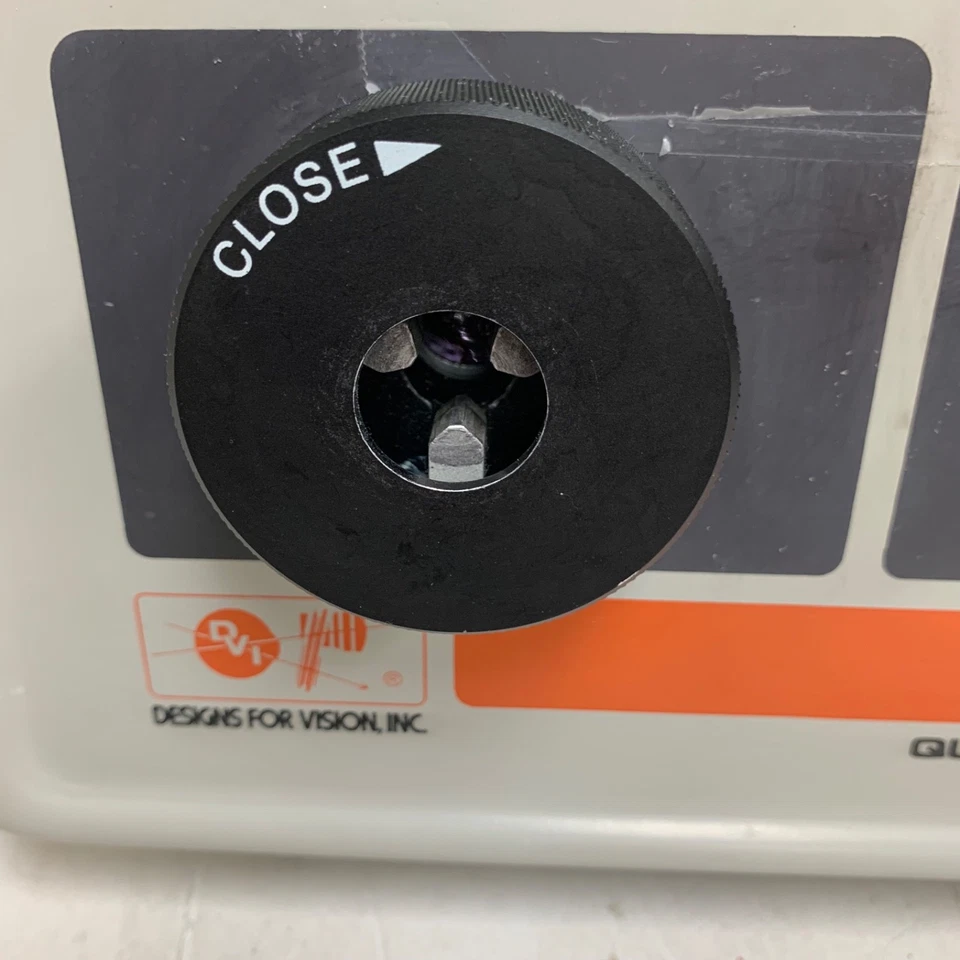 CLOSE
DVI
®
DESIGNS FOR VISION, INC.